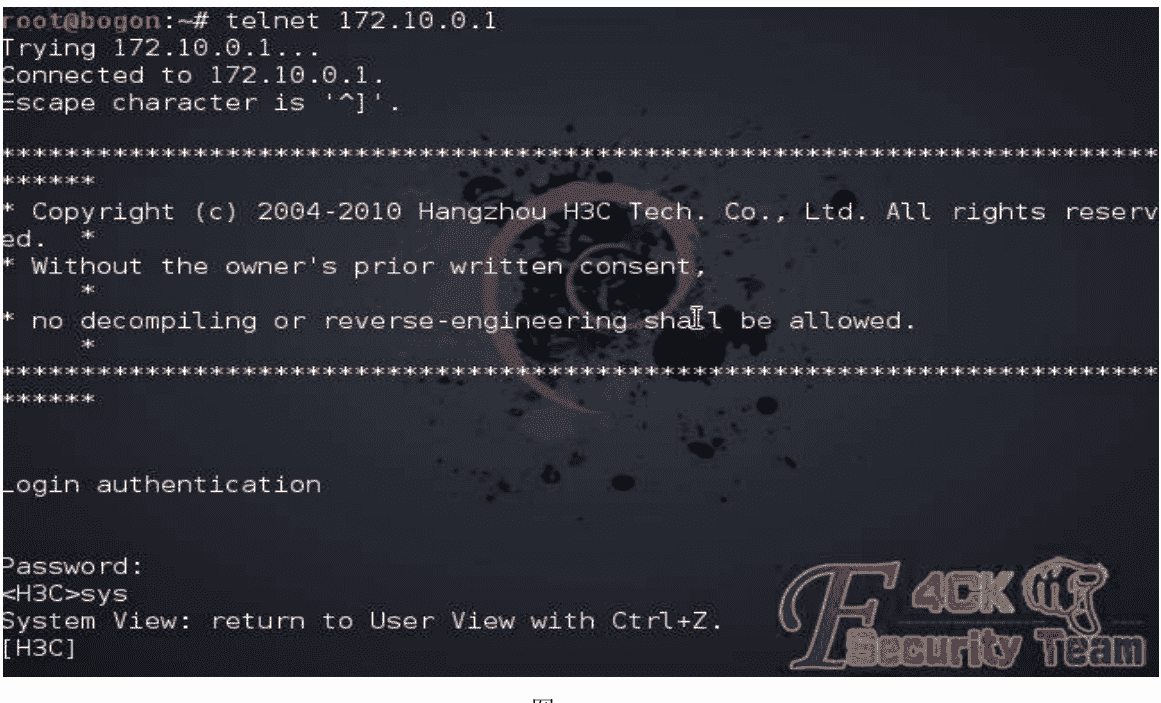 root@bogon:~# telnet 172.10.0.1
Trying 172.10.0.1...
Connected to 172.10.0.1.
Escape character is '^]'.
******************************************************************************
******
* Copyright (c) 2004-2010 Hangzhou H3C Tech. Co., Ltd. All rights reserv
ed.  *
* Without the owner's prior written consent,
     *
* no decompiling or reverse-engineering shall be allowed.
     *
******************************************************************************
******
Login authentication
Password:
<H3C>sys
System View: return to User View with Ctrl+Z.
[H3C]
F4CK
Security Team
图